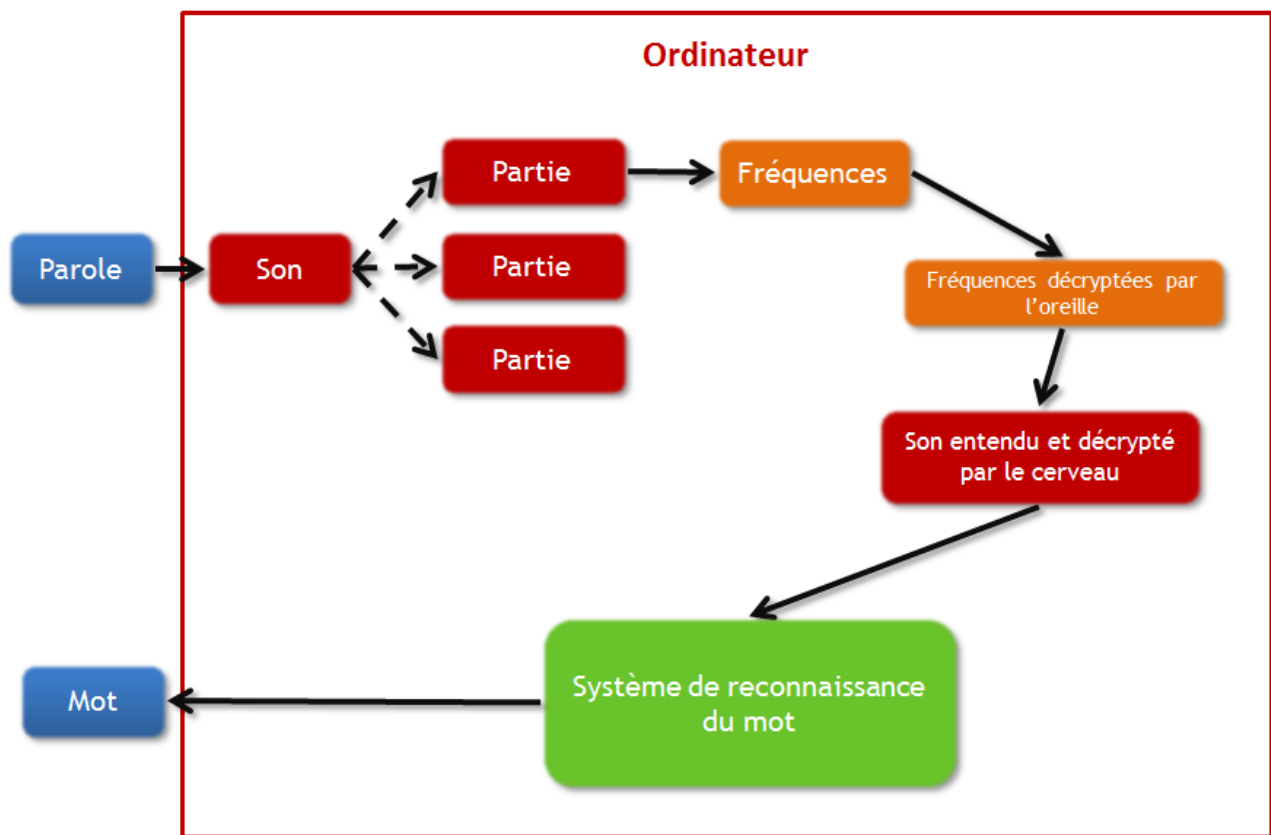 Ordinateur
Partie
Fréquences
Parole
Son
Partie
Fréquences décryptées par
l'oreille
Partie
Son entendu et décrypté
par le cerveau
Système de reconnaissance
du mot
Mot